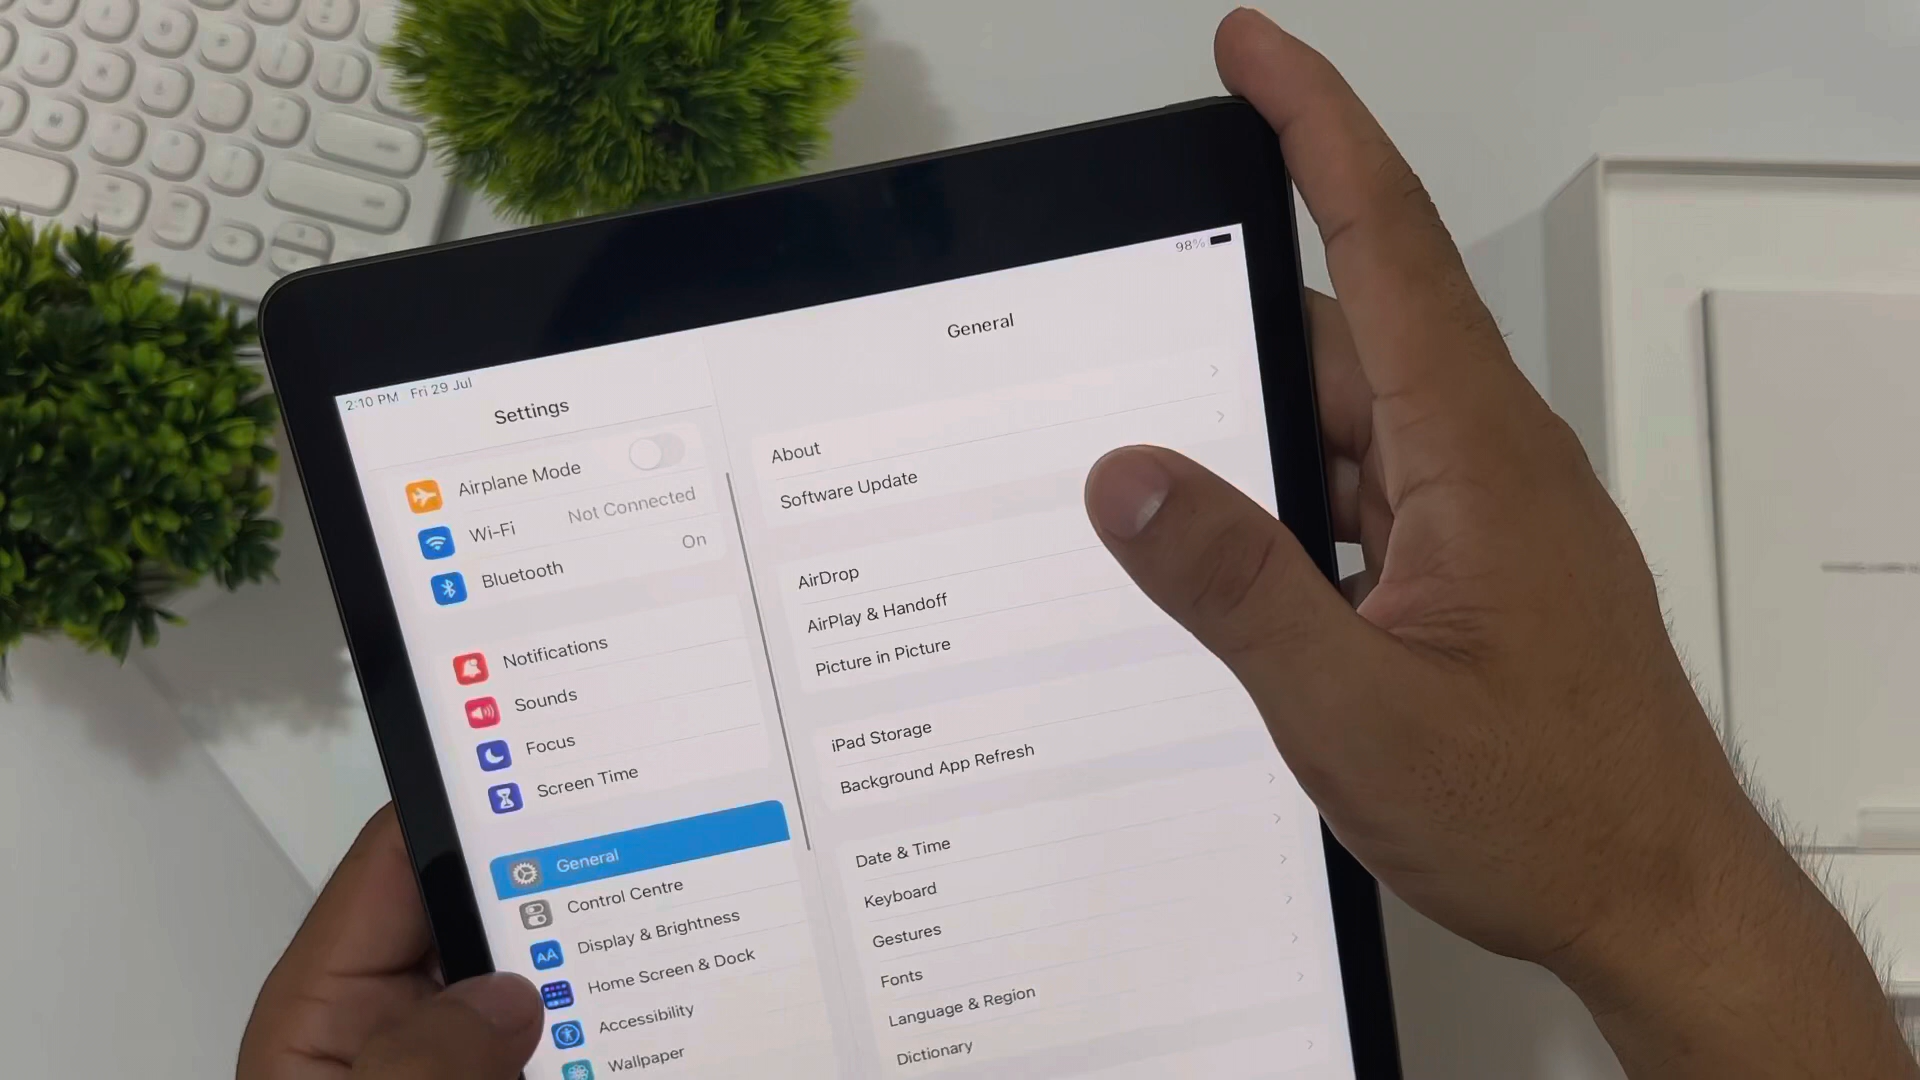 2:10 PM Fri 29 Jul
98%
Settings
Airplane Mode
Wi-Fi Not Connected
Bluetooth On
Notifications
Sounds
Focus
Screen Time
General
Control Centre
AA Display & Brightness
Home Screen & Dock
Accessibility
Wallpaper
General
About
Software Update
AirDrop
AirPlay & Handoff
Picture in Picture
iPad Storage
Background App Refresh
Date & Time
Keyboard
Gestures
Fonts
Language & Region
Dictionary